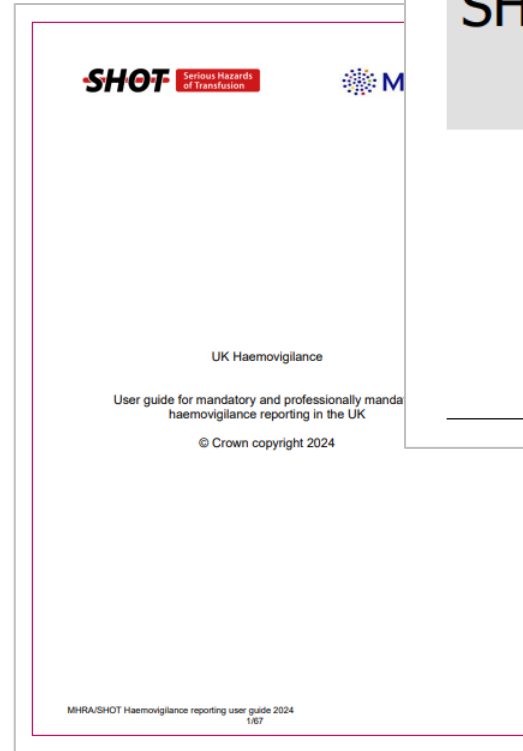 SHOT Serious Hazards
of Transfusion
M
SH
UK Haemovigilance
User guide for mandatory and professionally manda
haemovigilance reporting in the UK
© Crown copyright 2024
MHRA/SHOT Haemovigilance reporting user guide 2024
1/67